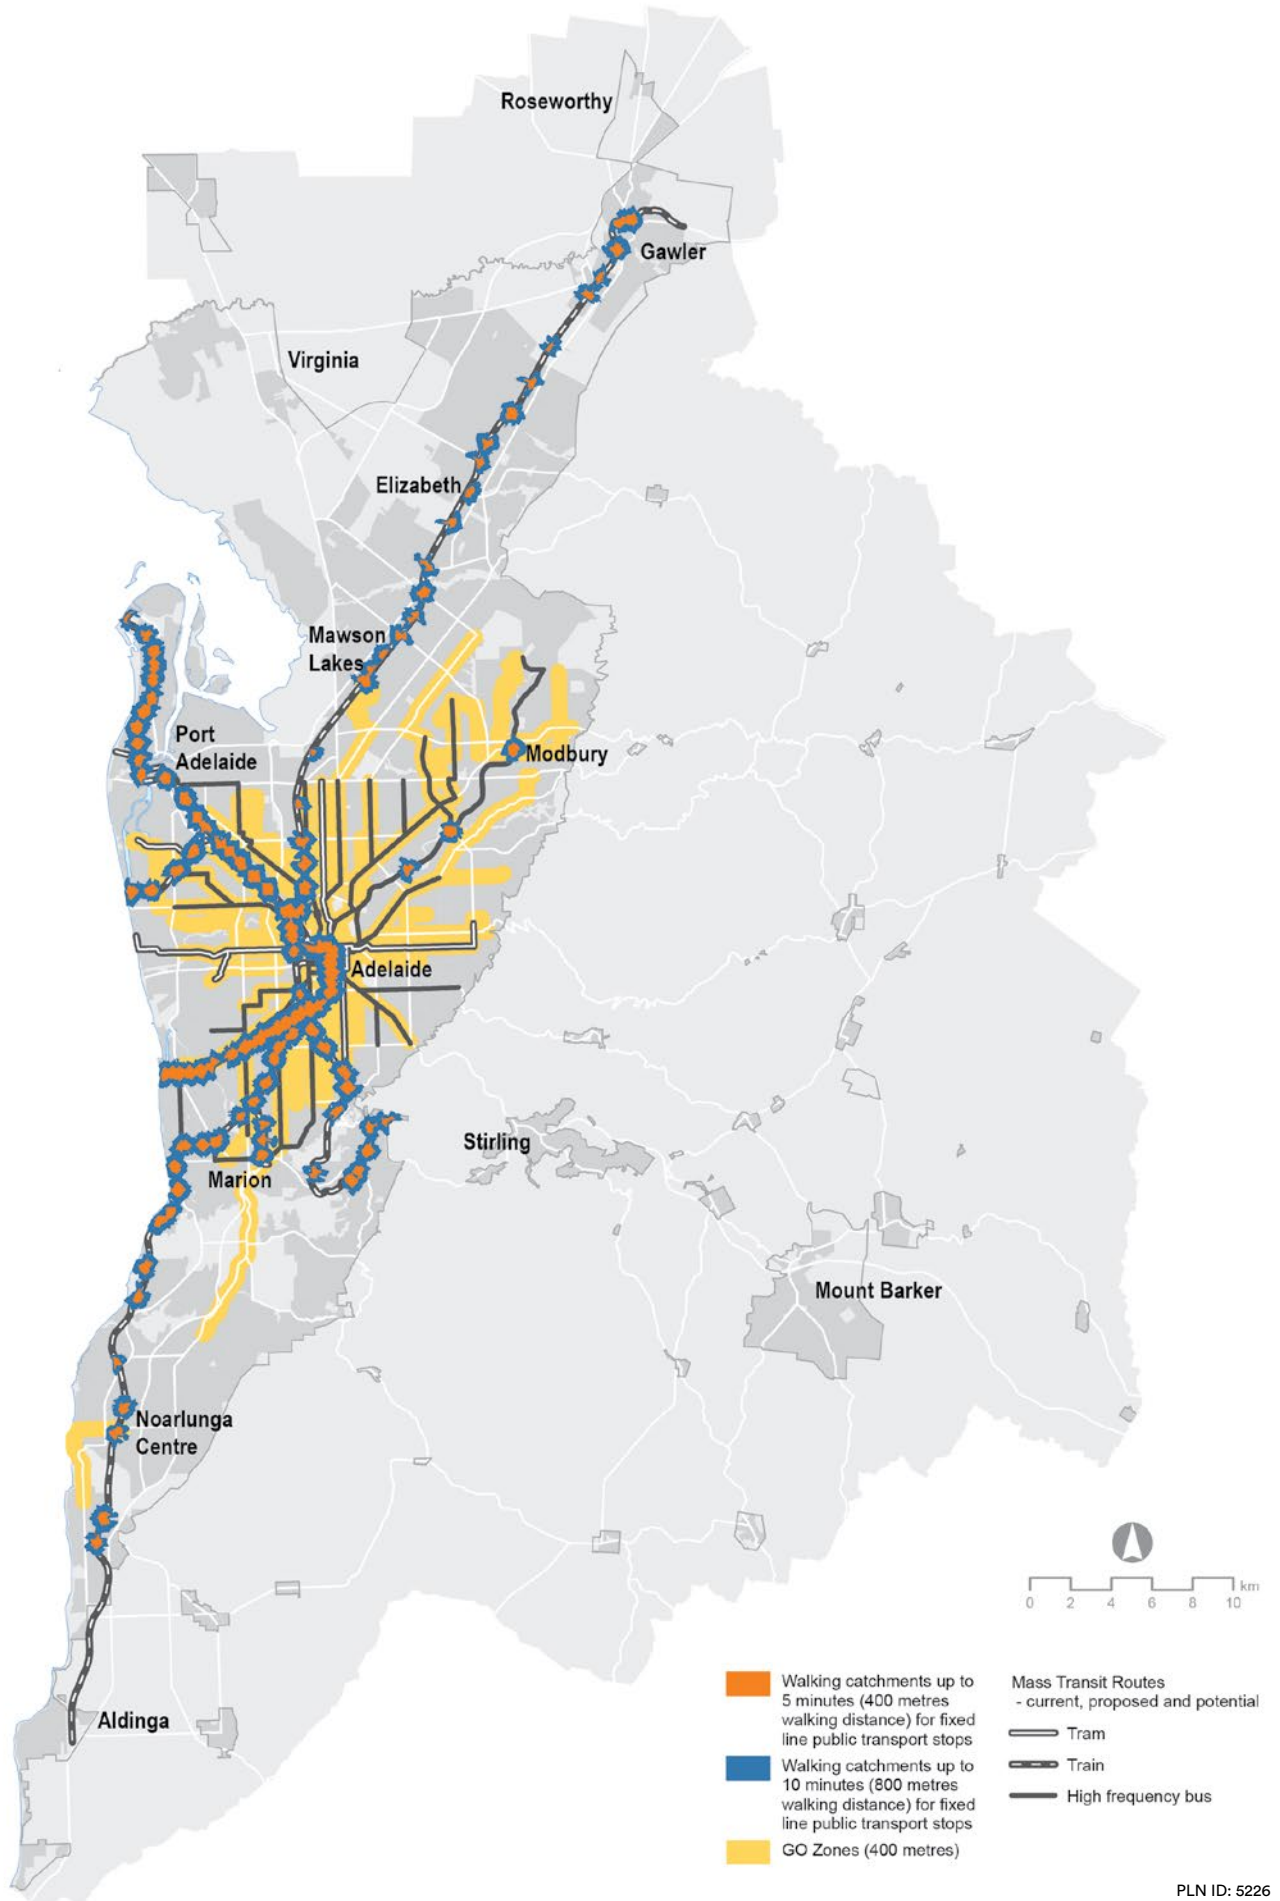 Roseworthy
Gawler
Virginia
Elizabeth
Mawson
Lakes
Port
Adelaide
Modbury
Adelaide
Stirling
Marion
Mount Barker
Noarlunga
Centre
Aldinga
km
0 2 4 6 8 10
Walking catchments up to
5 minutes (400 metres
walking distance) for fixed
line public transport stops
Walking catchments up to
10 minutes (800 metres
walking distance) for fixed
line public transport stops
GO Zones (400 metres)
Mass Transit Routes
- current, proposed and potential
Tram
Train
High frequency bus
PLN ID: 5226